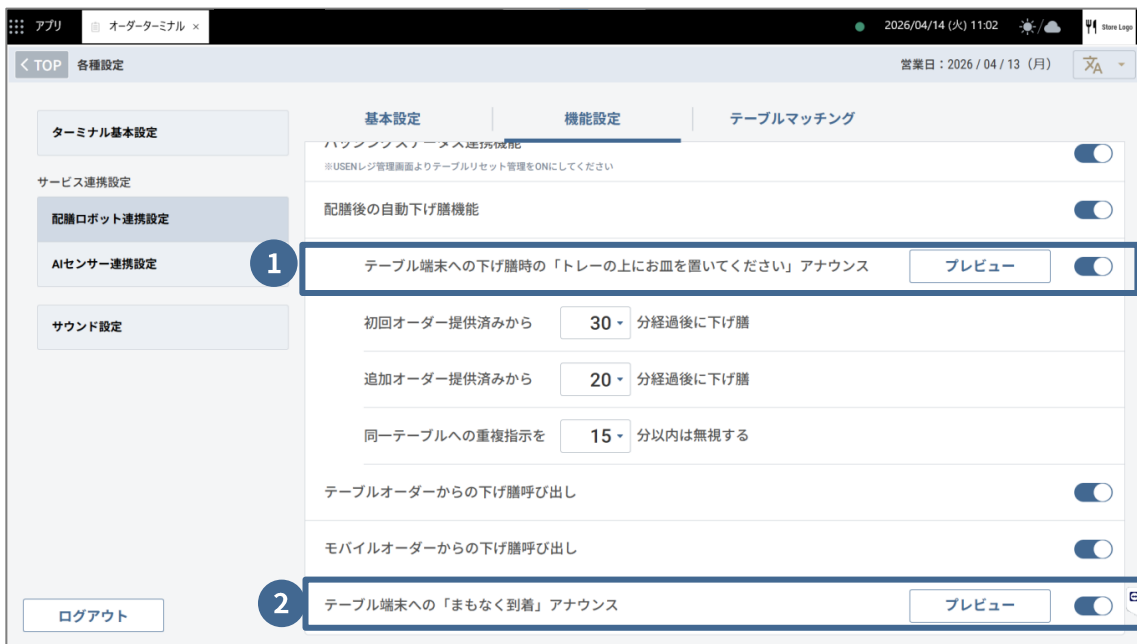 アプリ
オーダーターミナル ×
2026/04/14 (火) 11:02
Store Logo
< TOP
各種設定
営業日：2026 / 04 / 13（月）
文A
ターミナル基本設定
サービス連携設定
配膳ロボット連携設定
AIセンサー連携設定
サウンド設定
ログアウト
基本設定
機能設定
テーブルマッチング
バッシングステータス連携機能
※USENレジ管理画面よりテーブルリセット管理をONにしてください
配膳後の自動下げ膳機能
1
テーブル端末への下げ膳時の「トレーの上にお皿を置いてください」アナウンス
プレビュー
初回オーダー提供済みから 30 分経過後に下げ膳
追加オーダー提供済みから 20 分経過後に下げ膳
同一テーブルへの重複指示を 15 分以内は無視する
テーブルオーダーからの下げ膳呼び出し
モバイルオーダーからの下げ膳呼び出し
2
テーブル端末への「まもなく到着」アナウンス
プレビュー